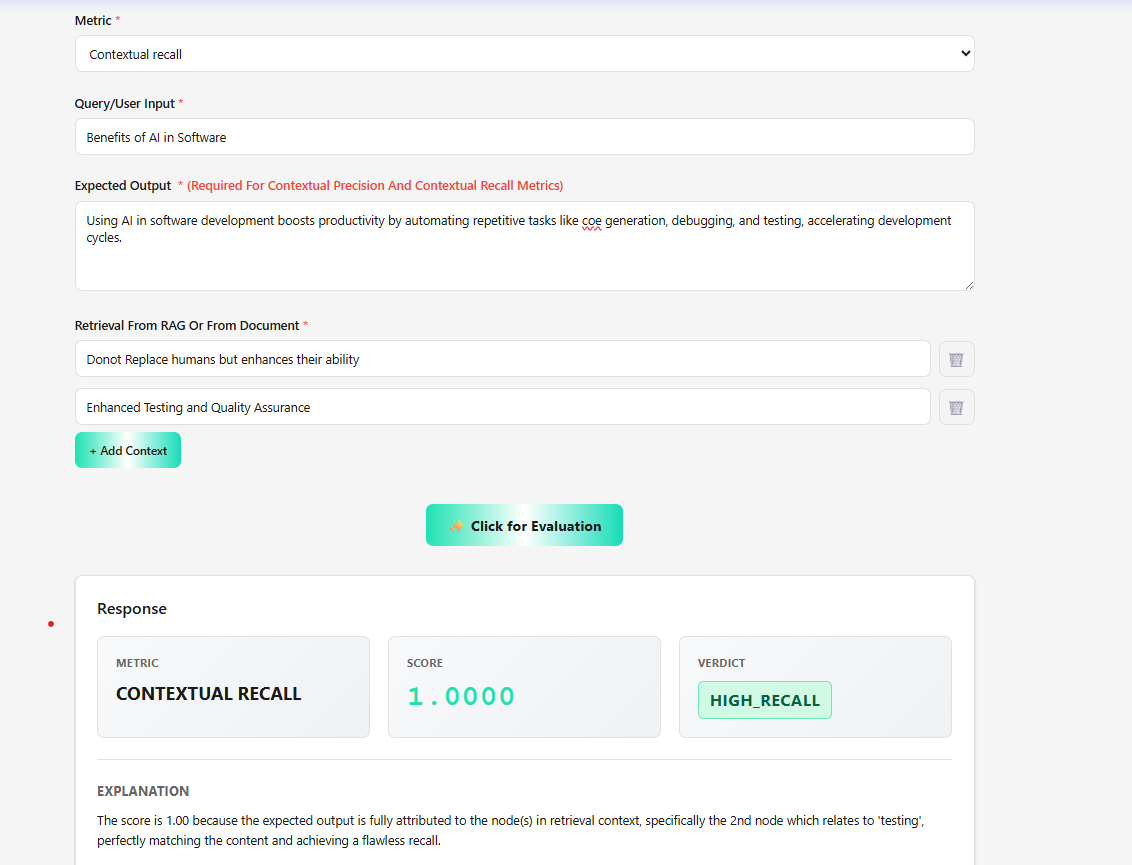 Metric *
Contextual recall
Query/User Input *
Benefits of AI in Software
Expected Output * (Required For Contextual Precision And Contextual Recall Metrics)
Using AI in software development boosts productivity by automating repetitive tasks like coe generation, debugging, and testing, accelerating development
cycles.
Retrieval From RAG Or From Document *
Donot Replace humans but enhances their ability
Enhanced Testing and Quality Assurance
+ Add Context
✨ Click for Evaluation
Response
METRIC
CONTEXTUAL RECALL
SCORE
1.0000
VERDICT
HIGH_RECALL
EXPLANATION
The score is 1.00 because the expected output is fully attributed to the node(s) in retrieval context, specifically the 2nd node which relates to 'testing',
perfectly matching the content and achieving a flawless recall.